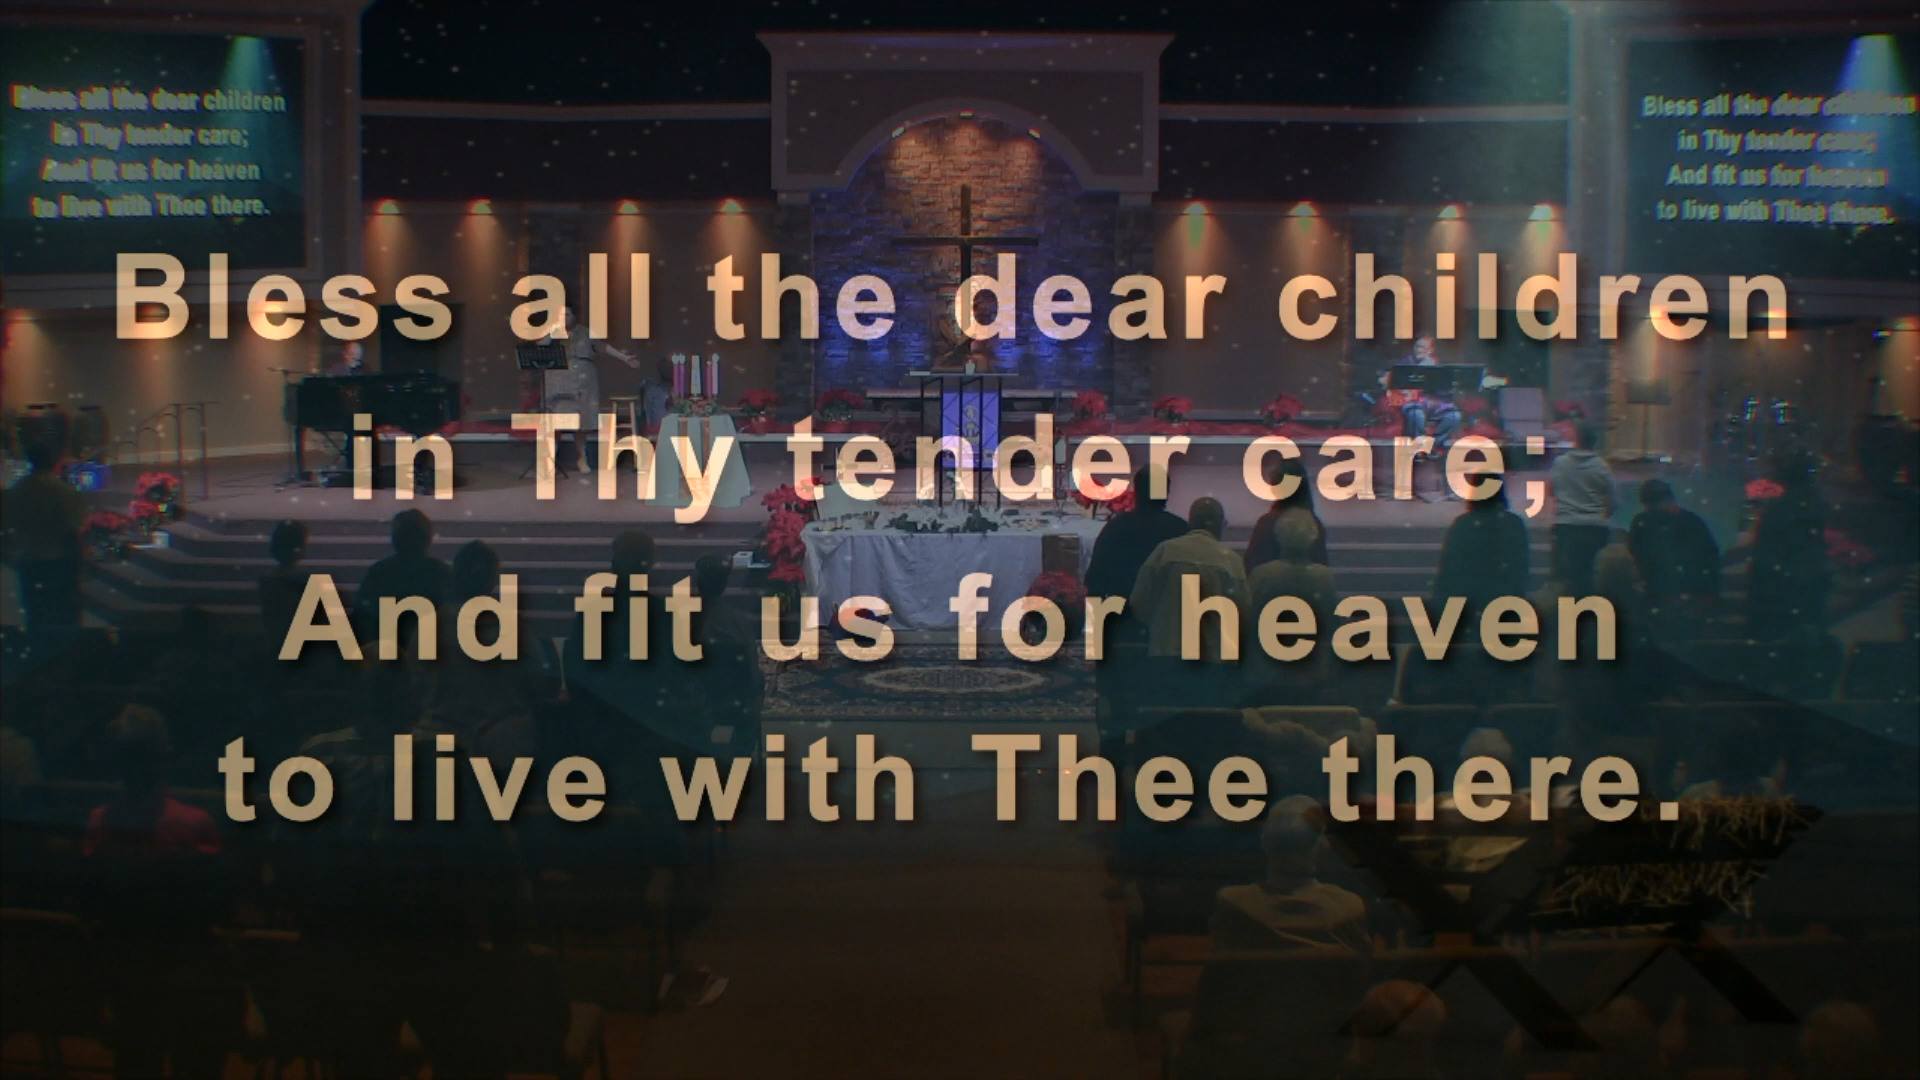 Bless all the dear children
in Thy tender care;
And fit us for heaven
to live with Thee there.
Bless all the dear children
in Thy tender care;
And fit us for heaven
to live with Thee there.
Bless all the dear children
in Thy tender care;
And fit us for heaven
to live with Thee there.